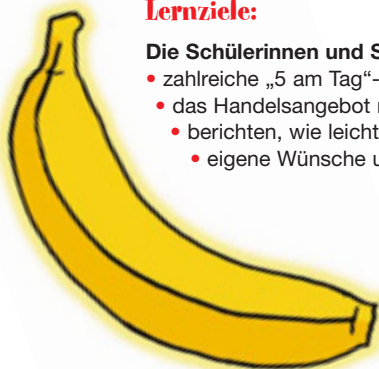 Lernziele:
Die Schülerinnen und S
• zahlreiche „5 am Tag“-
• das Handelsangebot
• berichten, wie leicht
• eigene Wünsche u